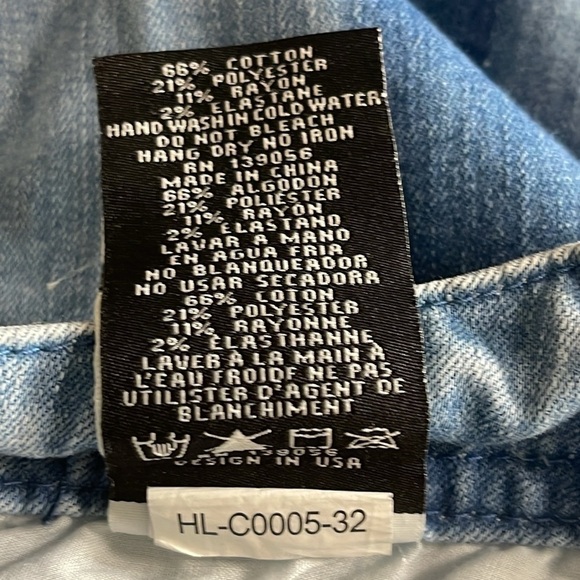 66% COTTON
21% POLYESTER
11% RAYON
2% ELASTANE
HAND WASH IN COLD WATER
DO NOT BLEACH
HANG DRY NO IRON
RN 139056
MADE IN CHINA
66% ALGODON
21% POLIESTER
11% RAYON
2% ELASTANO
LAVAR A MANO
EN AGUA FRIA
NO BLANQUEADOR
NO USAR SECADORA
66% COTON
21% POLYESTER
11% RAYONNE
2% ELASTHANNE
LAVER À LA MAIN À
L'EAU FROIDE NE PAS
UTILISTER D'AGENT DE
BLANCHIMENT
139056
DESIGN IN USA
HL-C0005-32